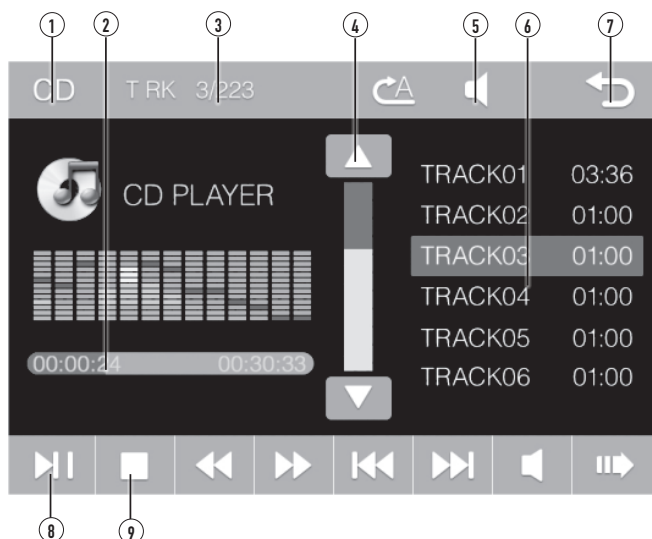 1 2 3 4 5 6 7
CD TRK 3/223 A
CD PLAYER
00:00:24 00:30:33
TRACK01 03:36
TRACK02 01:00
TRACK03 01:00
TRACK04 01:00
TRACK05 01:00
TRACK06 01:00
8 9